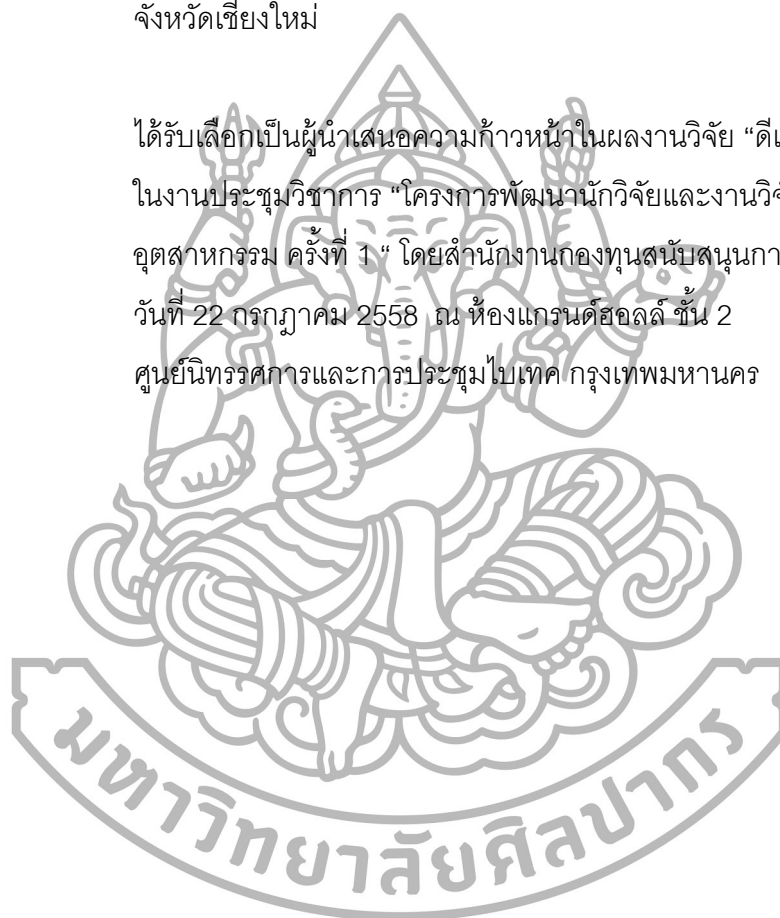 จังหวัดเชียงใหม่
ได้รับเลือกเป็นผู้นำเสนอความก้าวหน้าในผลงานวิจัย “ดีเ
ในงานประชุมวิชาการ “โครงการพัฒนานักวิจัยและงานวิจั
อุตสาหกรรม ครั้งที่ 1 “ โดยสำนักงานกองทุนสนับสนุนกา
วันที่ 22 กรกฎาคม 2558 ณ ห้องแกรนด์ฮอลล์ ชั้น 2
ศูนย์นิทรรศการและการประชุมไบเทค กรุงเทพมหานคร
มหาวิทยาลัยศิลปากร